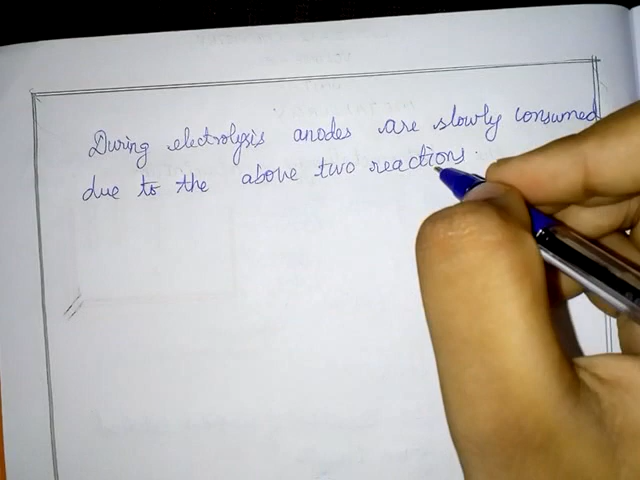 During electrolysis anodes are slowly consumed
due to the above two reactions.